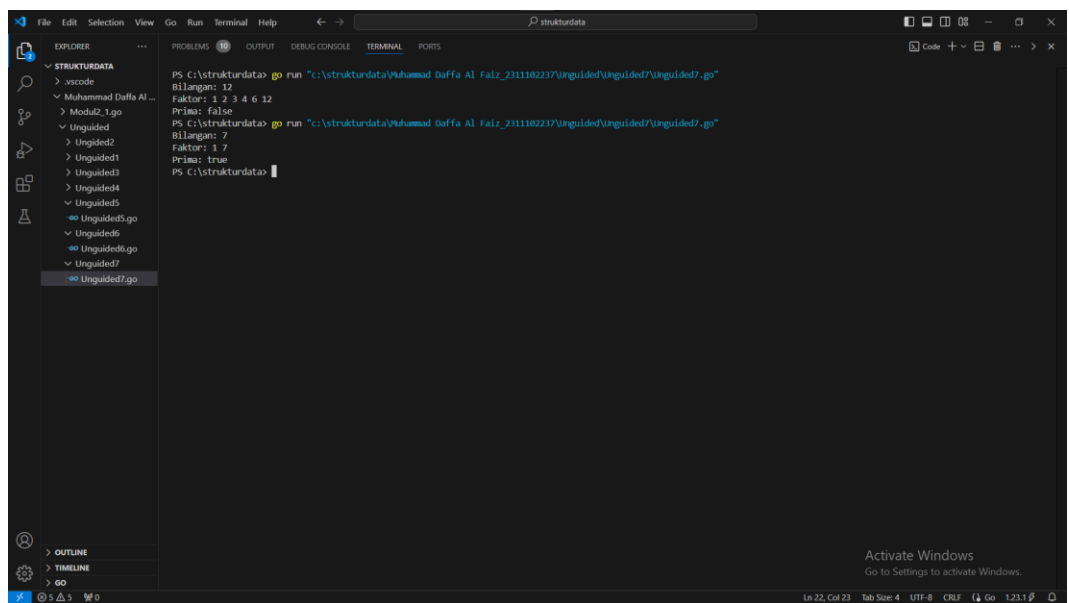 File Edit Selection View Go Run Terminal Help
strukturdata
EXPLORER
PROBLEMS 10 OUTPUT DEBUG CONSOLE TERMINAL PORTS
Code
STRUKTURDATA
.vscode
Muhammad Daffa Al ...
Modul2_1.go
Unguided
Ungided2
Unguided1
Unguided3
Unguided4
Unguided5
Unguided5.go
Unguided6
Unguided6.go
Unguided7
Unguided7.go
OUTLINE
TIMELINE
GO
PS C:\strukturdata> go run "c:\strukturdata\Muhammad Daffa Al Faiz_2311102237\Unguided\Unguided7\Unguided7.go"
Bilangan: 12
Faktor: 1 2 3 4 6 12
Prima: false
PS C:\strukturdata> go run "c:\strukturdata\Muhammad Daffa Al Faiz_2311102237\Unguided\Unguided7\Unguided7.go"
Bilangan: 7
Faktor: 1 7
Prima: true
PS C:\strukturdata>
Activate Windows
Go to Settings to activate Windows.
2
5 5 0
Ln 22, Col 23 Tab Size: 4 UTF-8 CRLF Go 1.23.1